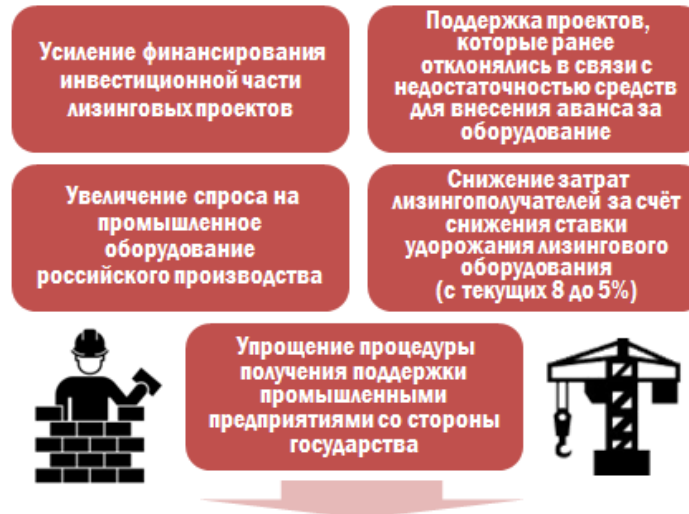 Усиление финансирования
инвестиционной части
лизинговых проектов
Поддержка проектов,
которые ранее
отклонялись в связи с
недостаточностью средств
для внесения аванса за
оборудование
Увеличение спроса на
промышленное
оборудование
российского производства
Снижение затрат
лизингополучателей за счёт
снижения ставки
удорожания лизингового
оборудования
(с текущих 8 до 5%)
Упрощение процедуры
получения поддержки
промышленными
предприятиями со стороны
государства